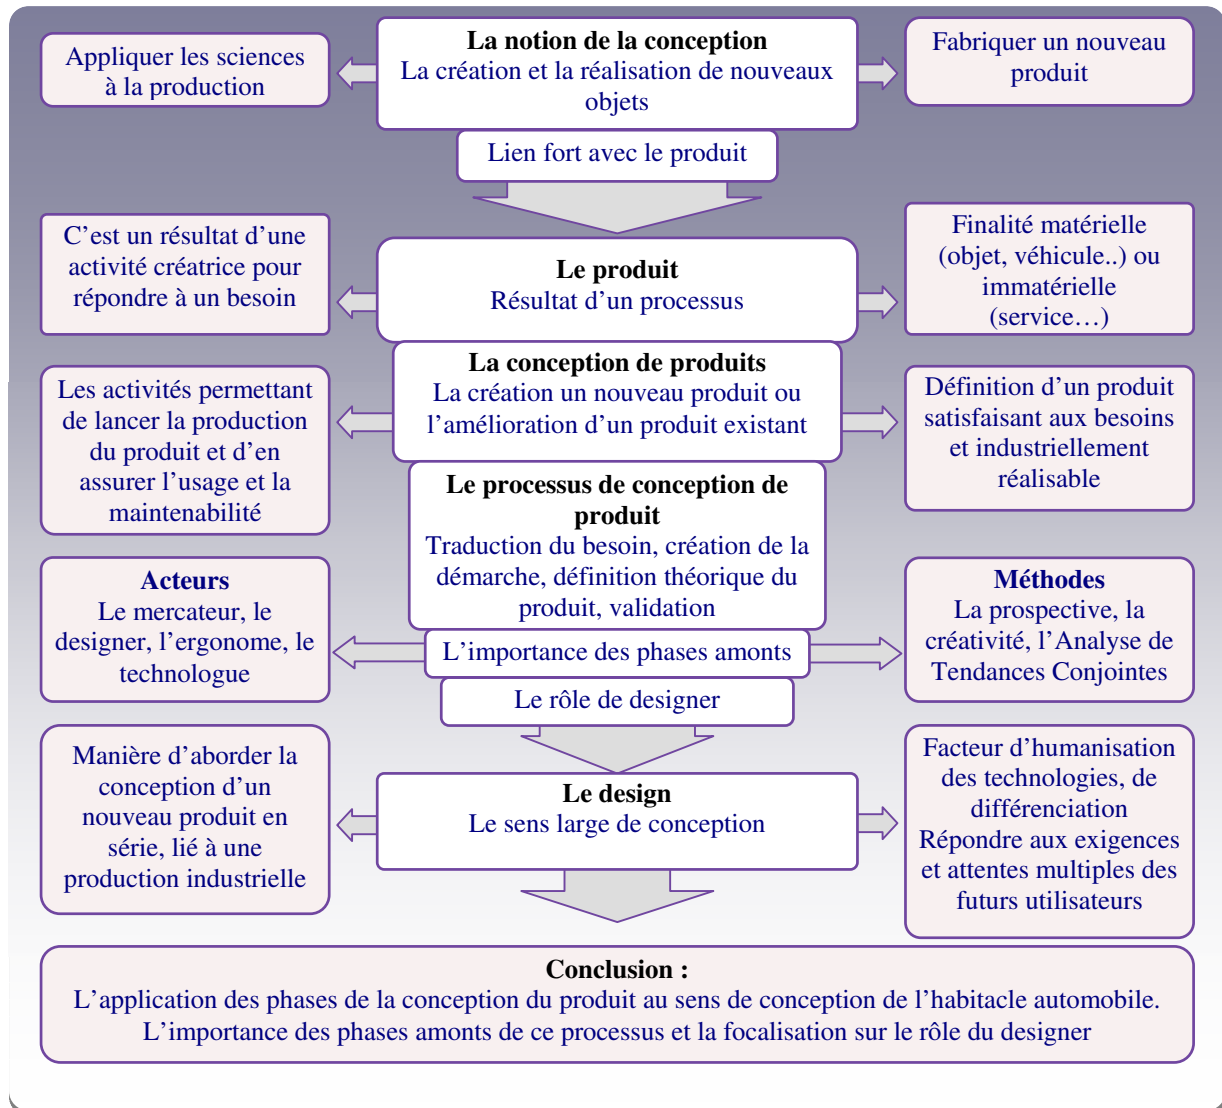 La notion de la conception
La création et la réalisation de nouveaux
objets
Appliquer les sciences
à la production
Fabriquer un nouveau
produit
Lien fort avec le produit
Le produit
Résultat d’un processus
C’est un résultat d’une
activité créatrice pour
répondre à un besoin
Finalité matérielle
(objet, véhicule..) ou
immatérielle
(service…)
La conception de produits
La création un nouveau produit ou
l’amélioration d’un produit existant
Les activités permettant
de lancer la production
du produit et d’en
assurer l’usage et la
maintenabilité
Définition d’un produit
satisfaisant aux besoins
et industriellement
réalisable
Le processus de conception de
produit
Traduction du besoin, création de la
démarche, définition théorique du
produit, validation
Acteurs
Le mercateur, le
designer, l’ergonome, le
technologue
L’importance des phases amonts
Méthodes
La prospective, la
créativité, l’Analyse de
Tendances Conjointes
Le rôle de designer
Le design
Le sens large de conception
Manière d’aborder la
conception d’un
nouveau produit en
série, lié à une
production industrielle
Facteur d’humanisation
des technologies, de
différenciation
Répondre aux exigences
et attentes multiples des
futurs utilisateurs
Conclusion :
L’application des phases de la conception du produit au sens de conception de l’habitacle automobile.
L’importance des phases amonts de ce processus et la focalisation sur le rôle du designer